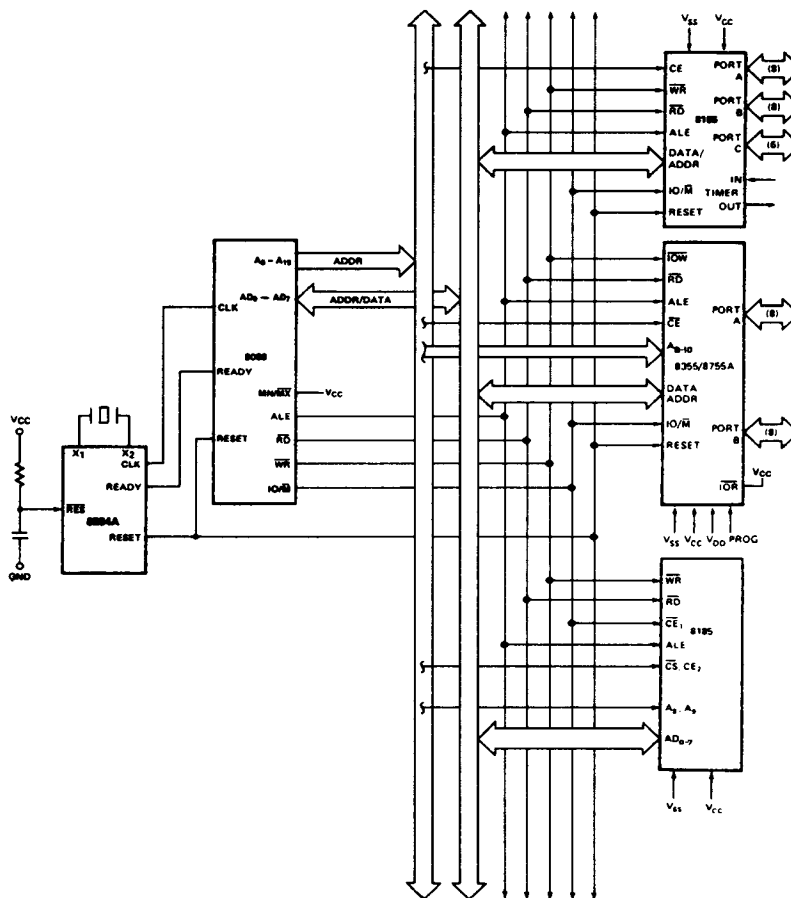 VSS VCC
CE PORT A (8)
WR
PORT B (8)
RD
8185
ALE PORT C (6)
DATA/ ADDR
IN
IO/M TIMER
OUT
RESET
A8 – A15 ADDR
AD0 – AD7 ADDR/DATA
CLK
8088
READY
MN/MX VCC
ALE
RESET
RD
WR
IO/M
VCC
X1 X2
CLK
READY
RES
8284A
RESET
GND
IOW
RD
ALE PORT A (8)
CE
A8-10
8355/8755A
DATA ADDR
IO/M PORT B (8)
RESET
IOR VCC
VSS VCC VDD PROG
WR
RD
CE1 8185
ALE
CS, CE2
A8, A9
AD0-7
VSS VCC